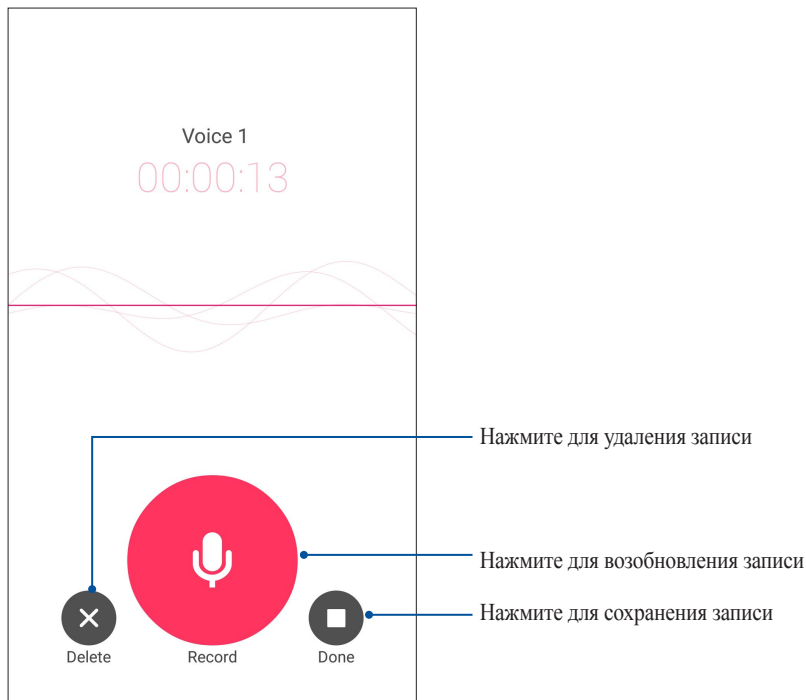 Voice 1
00:00:13
Нажмите для удаления записи
Нажмите для возобновления записи
Нажмите для сохранения записи
Delete
Record
Done